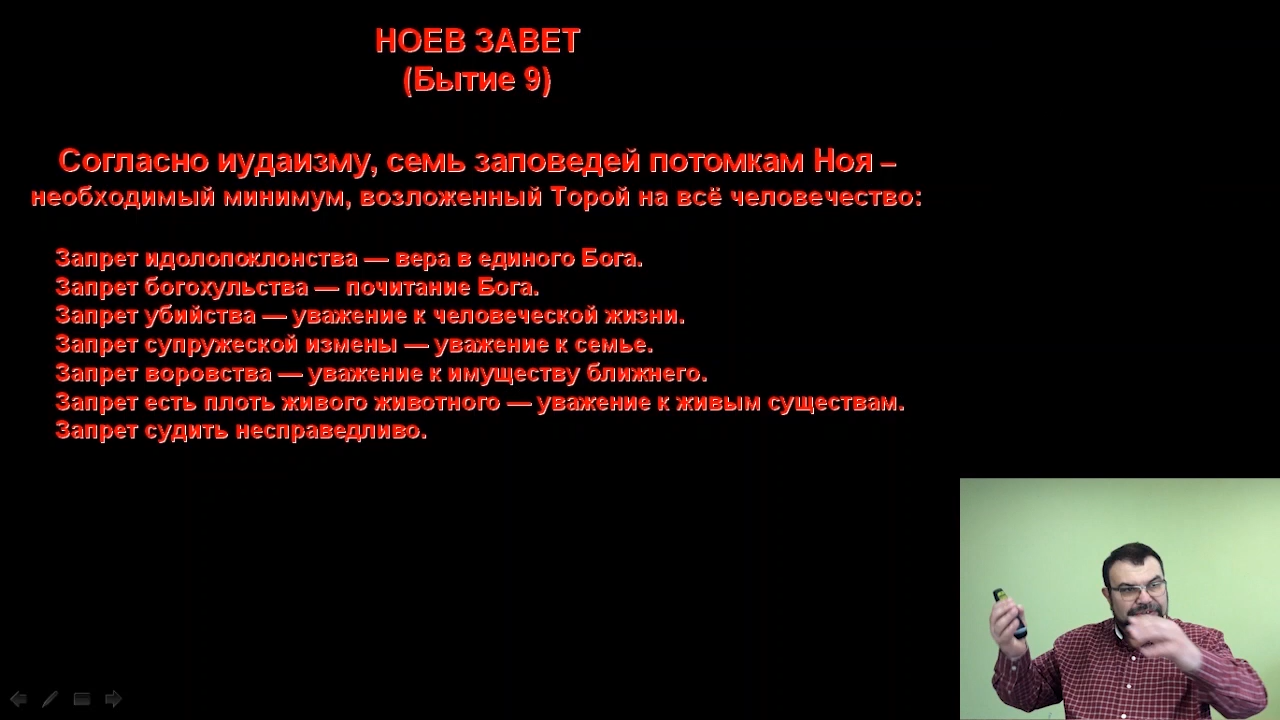 НОЕВ ЗАВЕТ
(Бытие 9)
Согласно иудаизму, семь заповедей потомкам Ноя –
необходимый минимум, возложенный Торой на всё человечество:
Запрет идолопоклонства — вера в единого Бога.
Запрет богохульства — почитание Бога.
Запрет убийства — уважение к человеческой жизни.
Запрет супружеской измены — уважение к семье.
Запрет воровства — уважение к имуществу ближнего.
Запрет есть плоть живого животного — уважение к живым существам.
Запрет судить несправедливо.